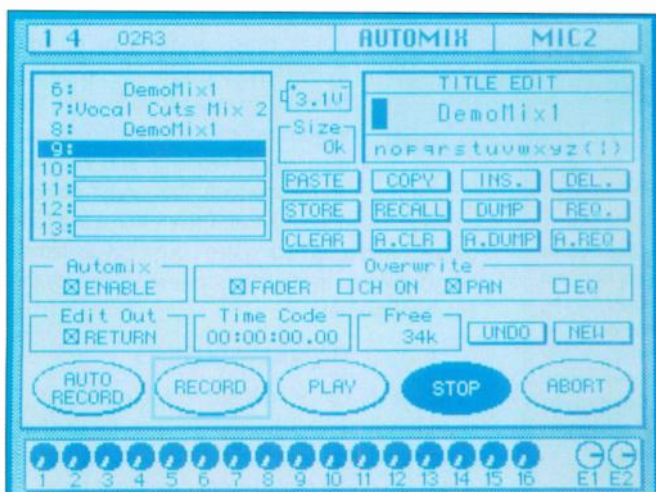 14 02R3 AUTOMIX MIC2
6: DemoMix1
7:Vocal Cuts Mix 2
8: DemoMix1
9:
10:
11:
12:
13:
3.1V
Size
0k
TITLE EDIT
DemoMix1
nopqrstuvwxyz{|}
PASTE COPY INS. DEL.
STORE RECALL DUMP REQ.
CLEAR A.CLR A.DUMP A.REQ
Automix
ENABLE
Overwrite
FADER CH ON PAN EQ
Edit Out
RETURN
Time Code
00:00:00.00
Free
34k
UNDO NEW
AUTO RECORD
RECORD
PLAY
STOP
ABORT
1 2 3 4 5 6 7 8 9 10 11 12 13 14 15 16 E1 E2